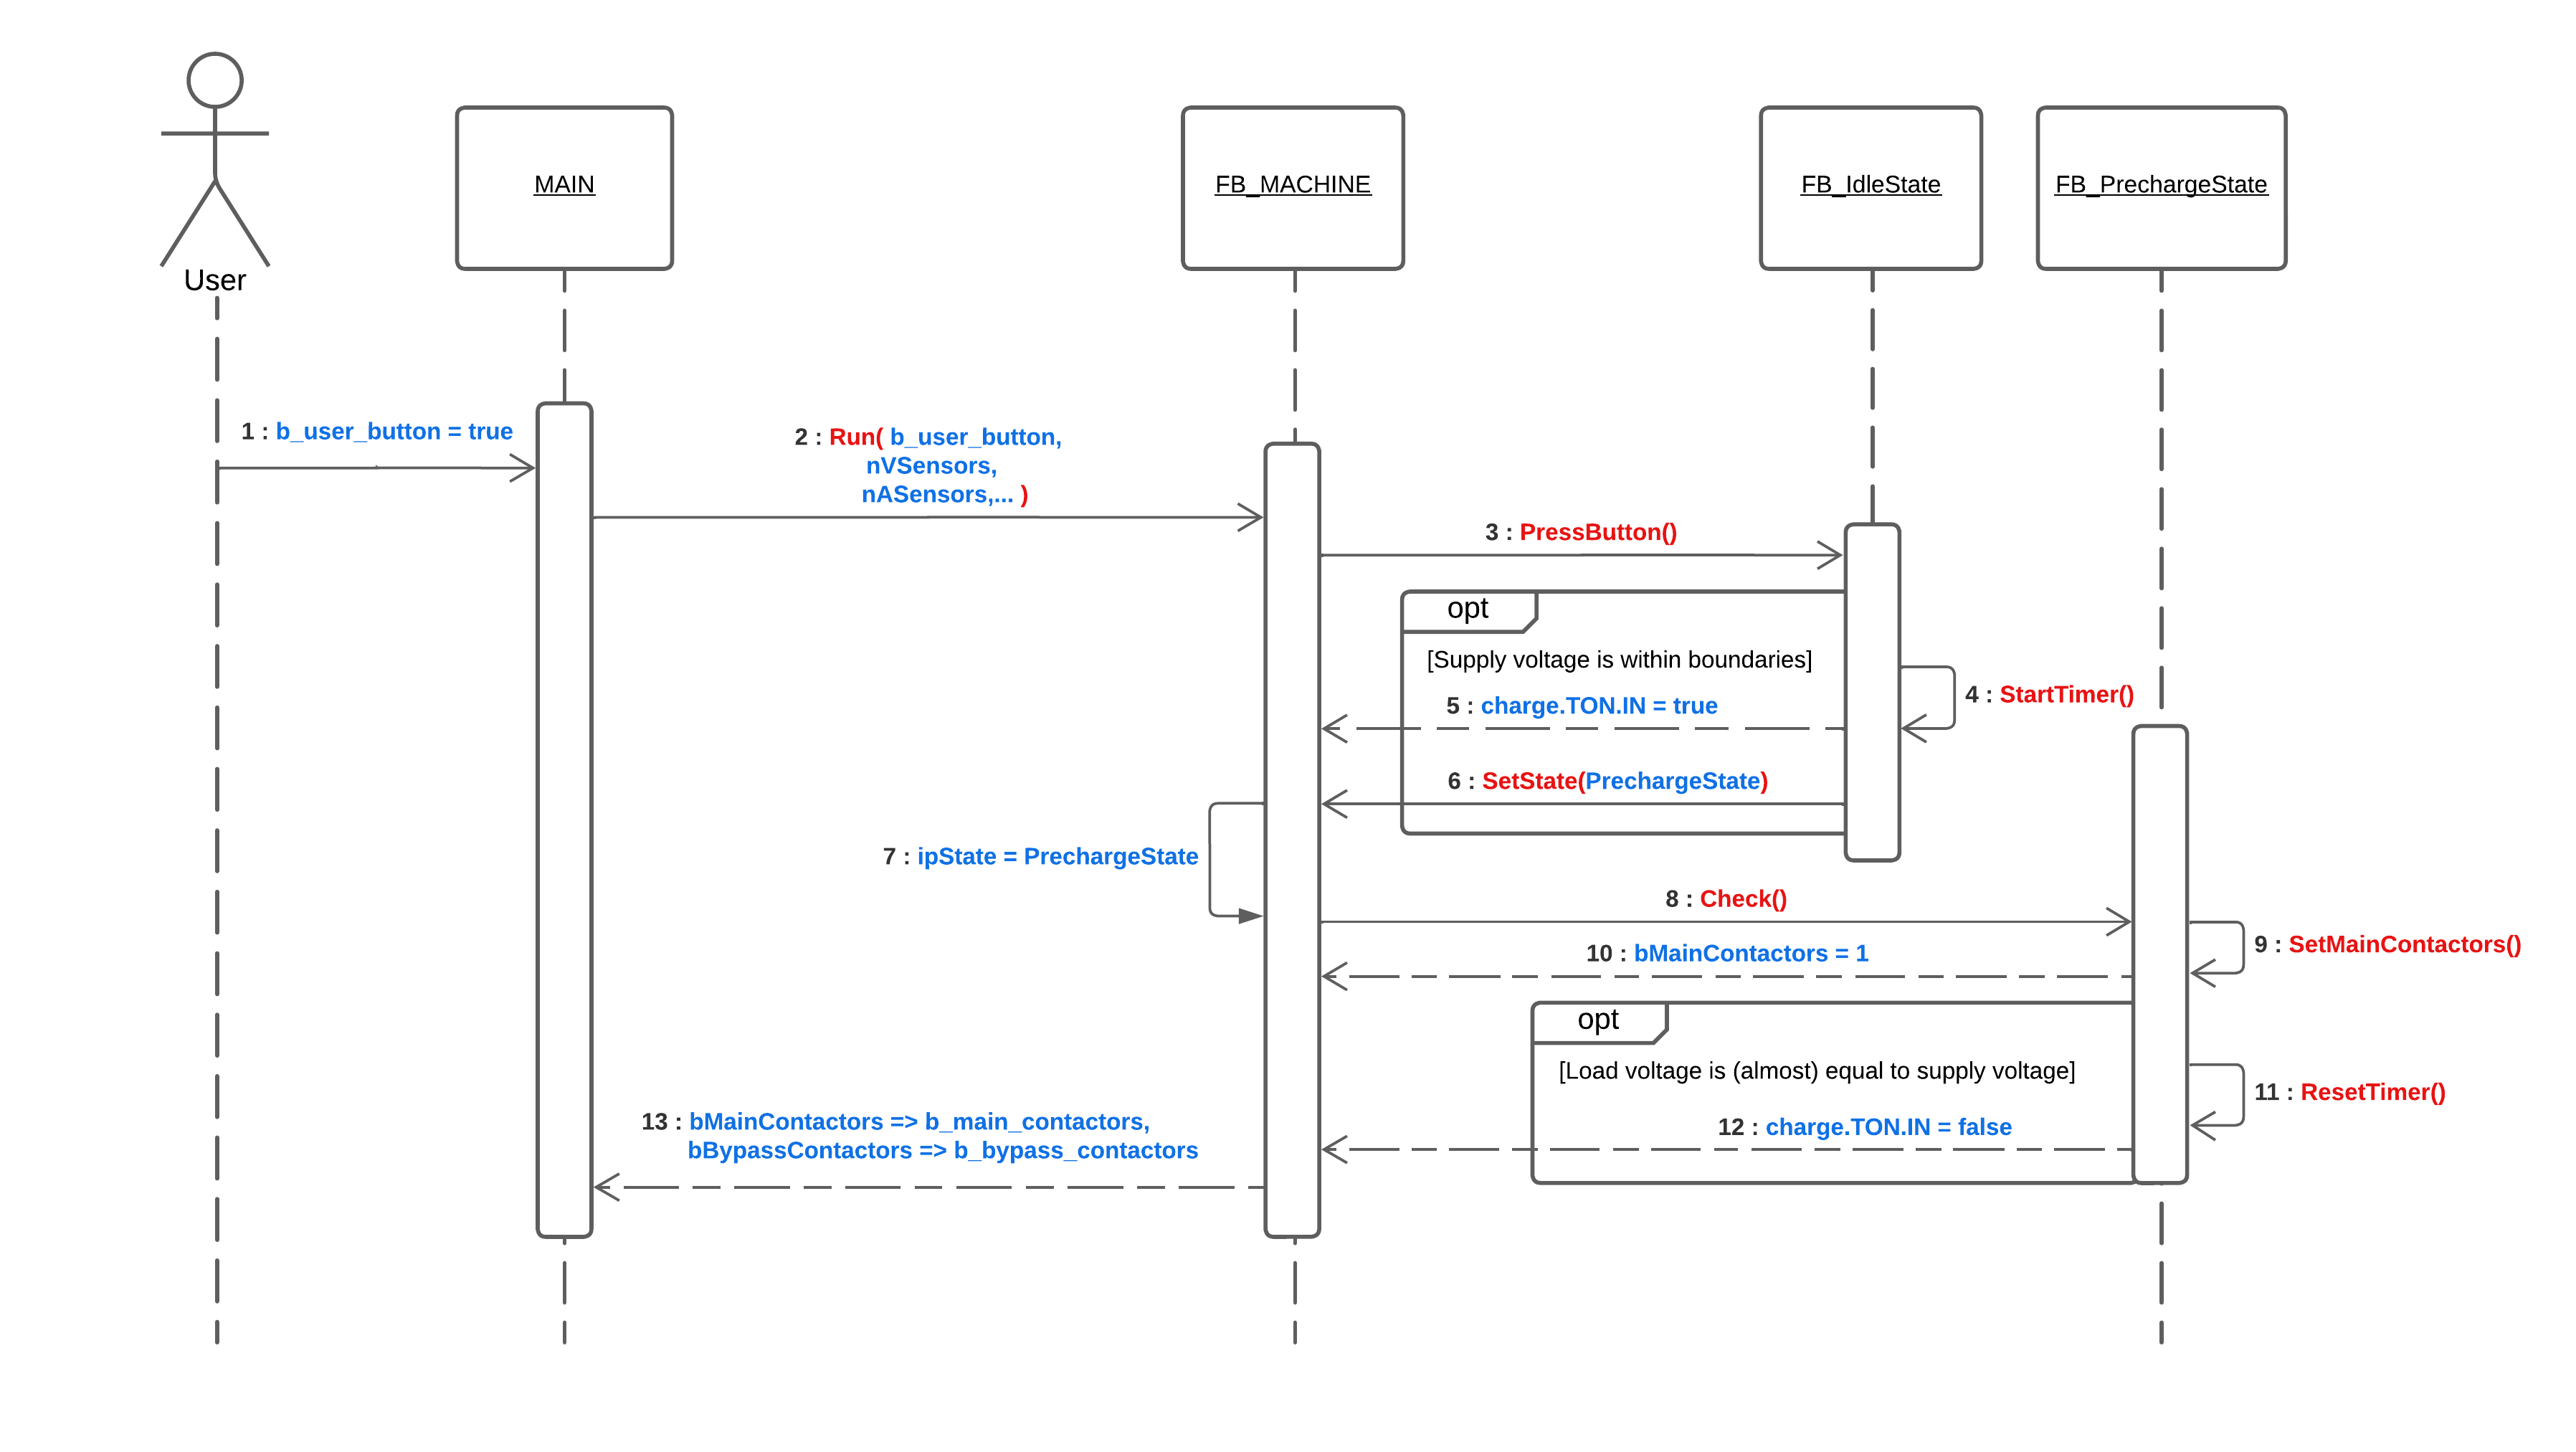 User
MAIN
FB_MACHINE
FB_IdleState
FB_PrechargeState
1 : b_user_button = true
2 : Run( b_user_button,
nVSensors,
nASensors,... )
3 : PressButton()
opt
[Supply voltage is within boundaries]
4 : StartTimer()
5 : charge.TON.IN = true
6 : SetState(PrechargeState)
7 : ipState = PrechargeState
8 : Check()
9 : SetMainContactors()
10 : bMainContactors = 1
opt
[Load voltage is (almost) equal to supply voltage]
11 : ResetTimer()
12 : charge.TON.IN = false
13 : bMainContactors => b_main_contactors,
bBypassContactors => b_bypass_contactors